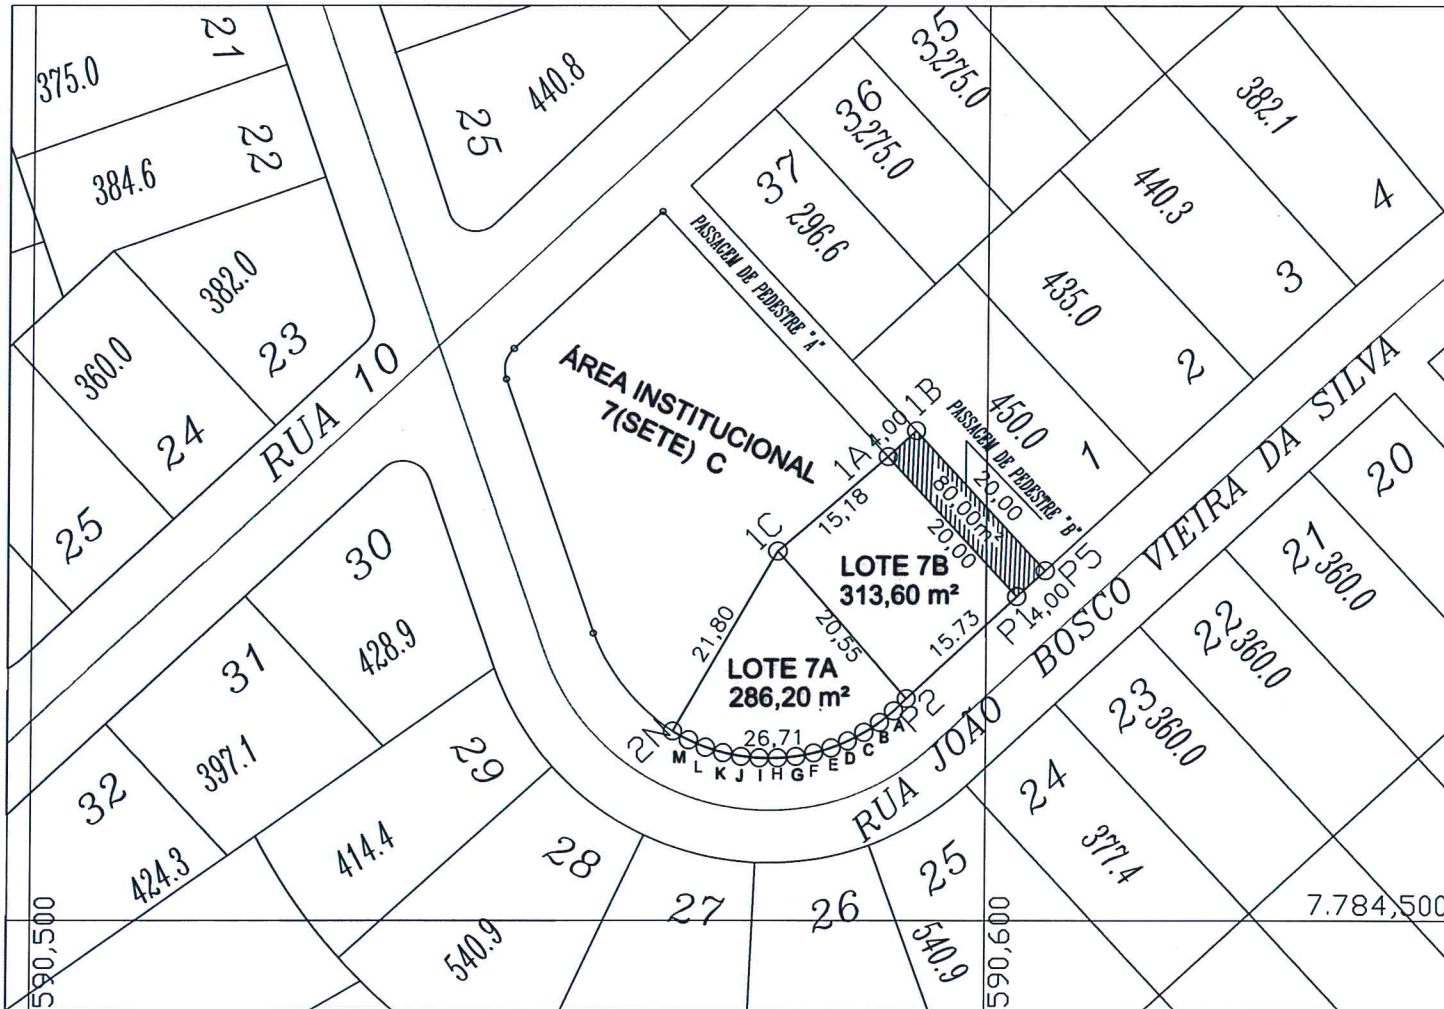 21
375.0
22
384.6
25
440.8
35
275.0
36
275.0
37
296.6
382.1
4
440.3
3
435.0
2
450.0
1
382.0
23
360.0
24
25
RUA 10
PASSAGEM DE PEDESTRE "A"
ÁREA INSTITUCIONAL
7(SETE) C
1A
4,00
1B
PASSAGEM DE PEDESTRE "B"
20,00
80,00m²
20,00
15,18
1C
LOTE 7B
313,60 m²
P1
4,00
P5
15.73
20,55
21,80
LOTE 7A
286,20 m²
P2
2N
26,71
M
L
K
J
I
H
G
F
E
D
C
B
A
RUA JOÃO BOSCO VIEIRA DA SILVA
20
21
360.0
22
360.0
23
360.0
24
377.4
25
540.9
26
27
28
540.9
29
414.4
30
428.9
31
397.1
32
424.3
7.784,500
590,500
590,600